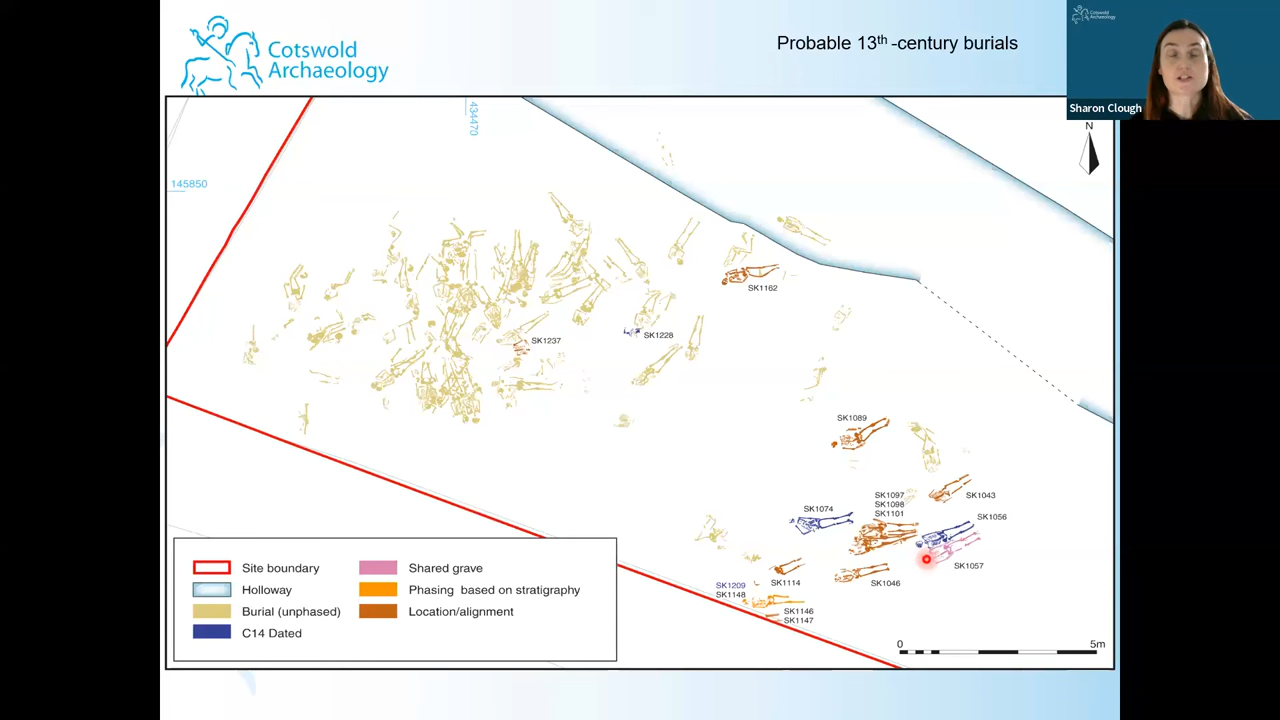 Cotswold
Archaeology
Probable 13th -century burials
Cotswold
Archaeology
Sharon Clough
N
434470
145850
SK1162
SK1228
SK1237
SK1089
SK1097
SK1098
SK1101
SK1043
SK1074
SK1056
SK1057
SK1114
SK1046
SK1209
SK1148
SK1146
SK1147
Site boundary
Holloway
Burial (unphased)
C14 Dated
Shared grave
Phasing based on stratigraphy
Location/alignment
0
5m